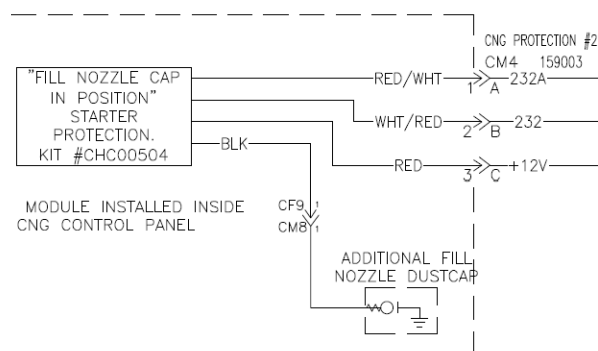 CNG PROTECTION #2
CM4 159003
"FILL NOZZLE CAP
IN POSITION"
STARTER
PROTECTION.
KIT #CHC00504
RED/WHT
1
A
232A
WHT/RED
2
B
232
BLK
RED
3
C
+12V
MODULE INSTALLED INSIDE
CNG CONTROL PANEL
CF9 1
CM8 1
ADDITIONAL FILL
NOZZLE DUSTCAP